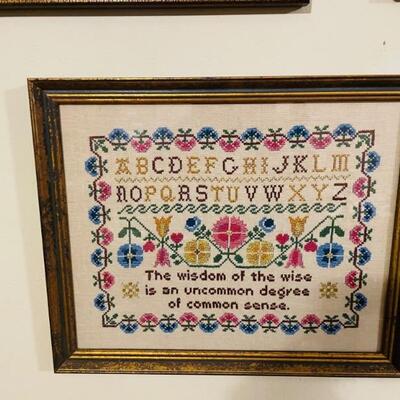 ABCDEFGHIJKLM
NOPQRSTUVWXYZ
The wisdom of the wise
is an uncommon degree
of common sense.